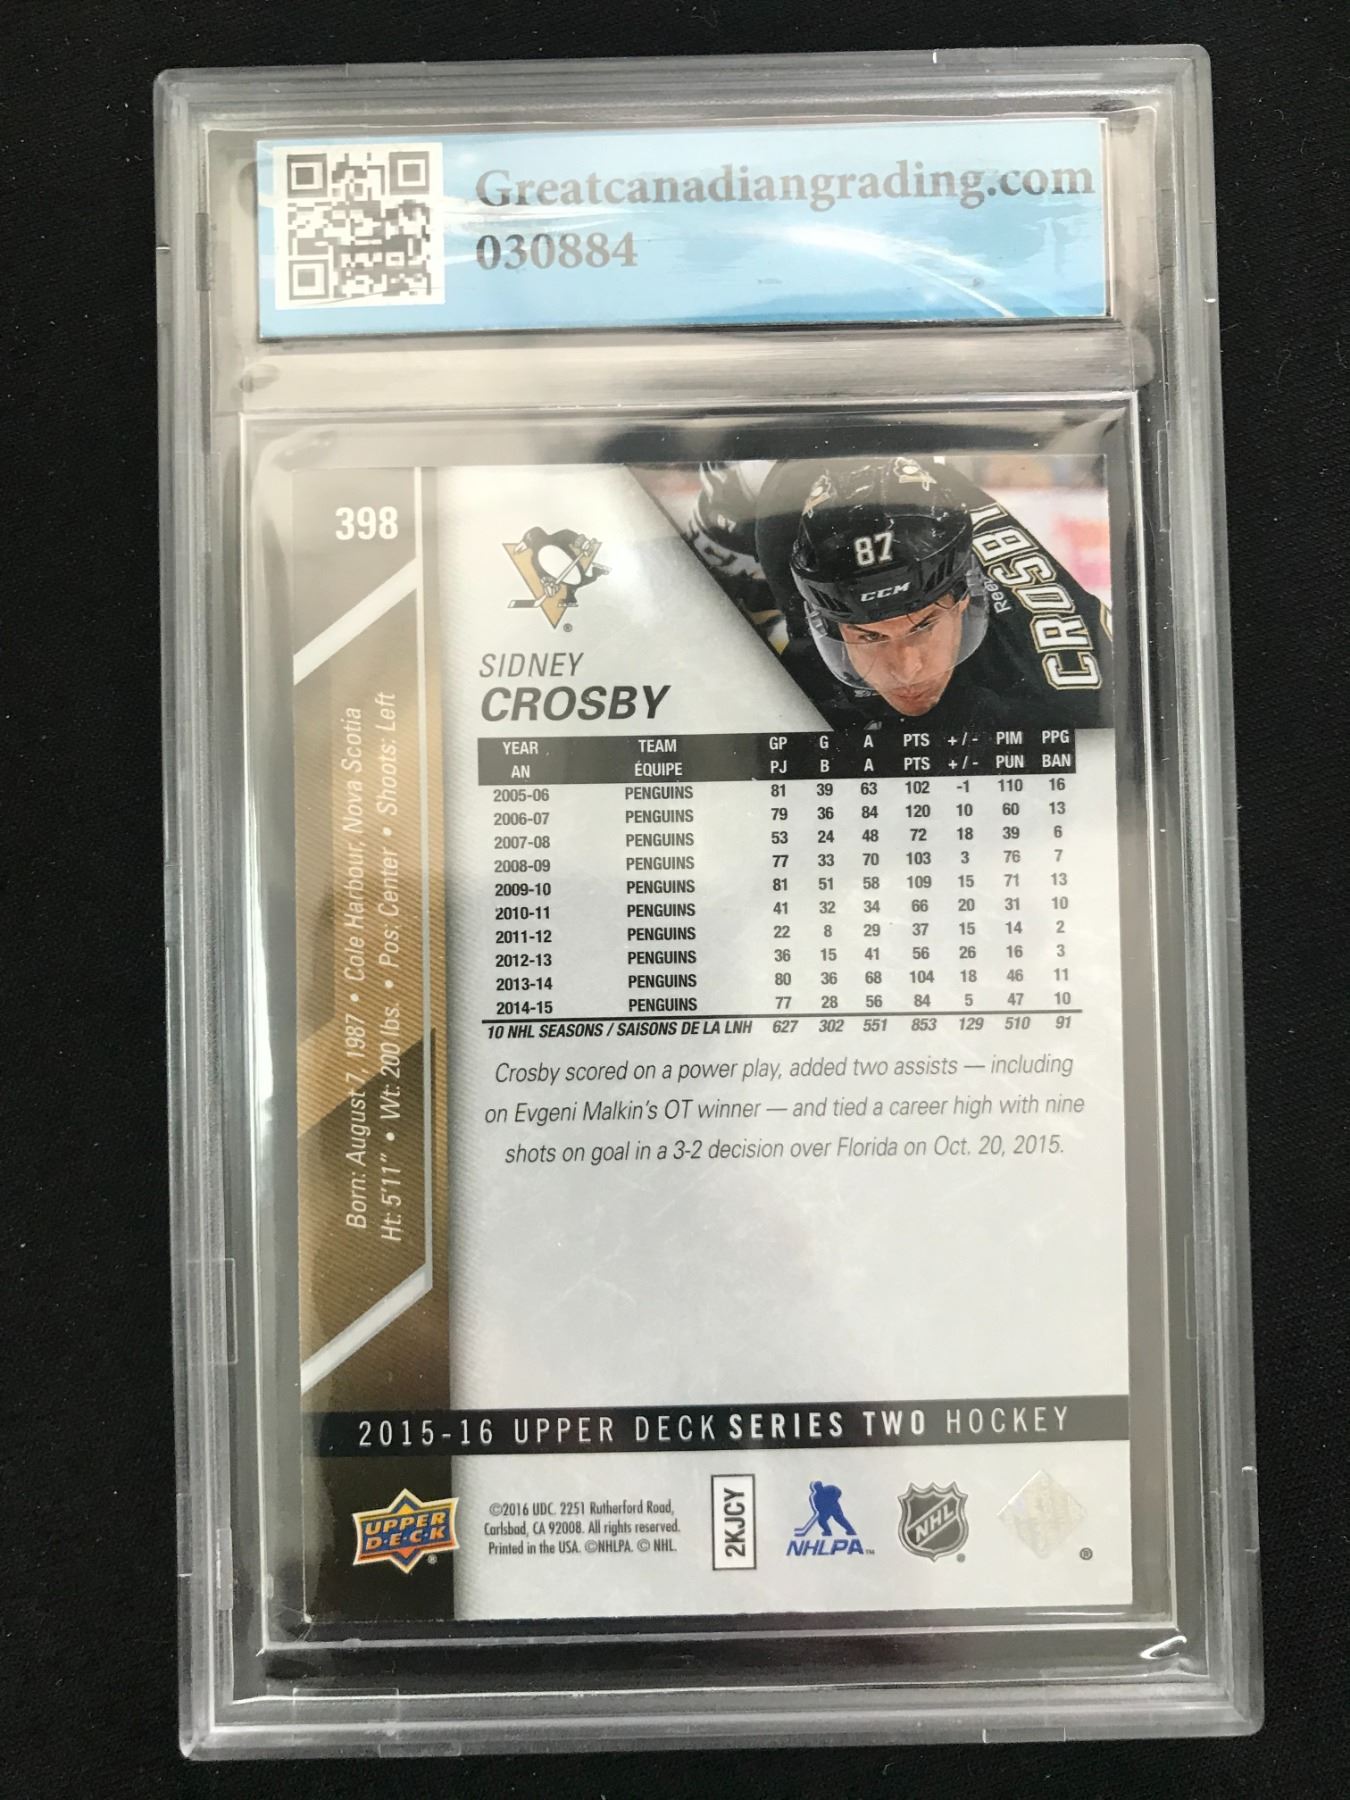 Greatcanadiangrading.com
030884
398
87
CCM
CROSBY
Born: August 7, 1987 • Cole Harbour, Nova Scotia
Ht: 5'11" • Wt: 200 lbs. • Pos: Center • Shoots: Left
SIDNEY
CROSBY
YEAR TEAM GP G A PTS +/- PIM PPG
AN ÉQUIPE PJ B A PTS +/- PUN BAN
2005-06 PENGUINS 81 39 63 102 -1 110 16
2006-07 PENGUINS 79 36 84 120 10 60 13
2007-08 PENGUINS 53 24 48 72 18 39 6
2008-09 PENGUINS 77 33 70 103 3 76 7
2009-10 PENGUINS 81 51 58 109 15 71 13
2010-11 PENGUINS 41 32 34 66 20 31 10
2011-12 PENGUINS 22 8 29 37 15 14 2
2012-13 PENGUINS 36 15 41 56 26 16 3
2013-14 PENGUINS 80 36 68 104 18 46 11
2014-15 PENGUINS 77 28 56 84 5 47 10
10 NHL SEASONS / SAISONS DE LA LNH 627 302 551 853 129 510 91
Crosby scored on a power play, added two assists — including
on Evgeni Malkin's OT winner — and tied a career high with nine
shots on goal in a 3-2 decision over Florida on Oct. 20, 2015.
2015-16 UPPER DECK SERIES TWO HOCKEY
UPPER
D·E·C·K
®
©2016 UDC. 2251 Rutherford Road,
Carlsbad, CA 92008. All rights reserved.
Printed in the USA. ©NHLPA. © NHL.
2KJCY
NHLPA™
NHL
®
®